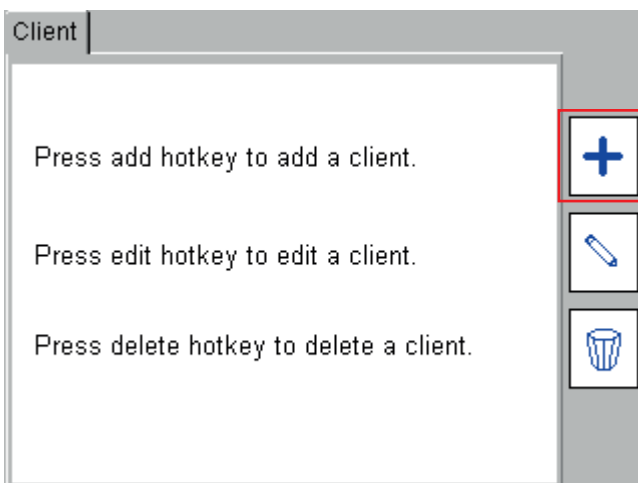 Client
Press add hotkey to add a client.
Press edit hotkey to edit a client.
Press delete hotkey to delete a client.